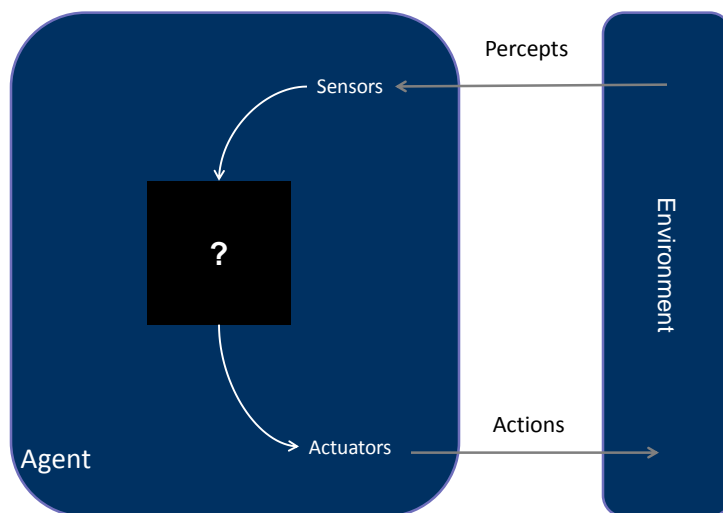 Percepts
Sensors
?
Environment
Actuators
Actions
Agent